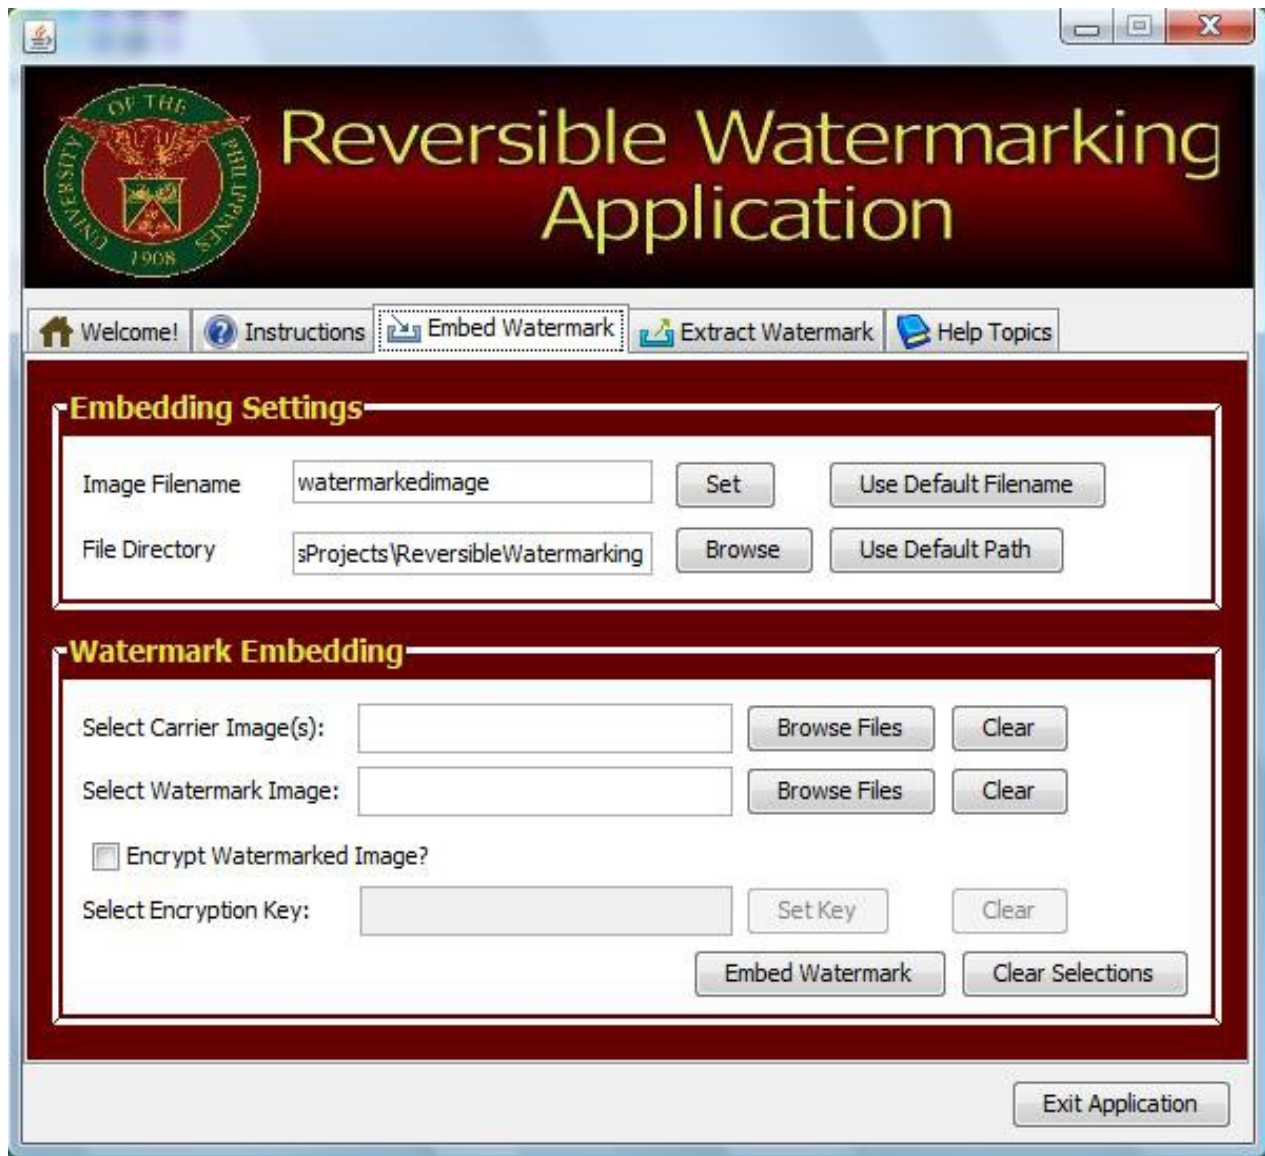 UNIVERSITY OF THE PHILIPPINES
1908
Reversible Watermarking
Application
Welcome! Instructions Embed Watermark Extract Watermark Help Topics
Embedding Settings
Image Filename watermarkedimage Set Use Default Filename
File Directory sProjects\ReversibleWatermarking Browse Use Default Path
Watermark Embedding
Select Carrier Image(s): Browse Files Clear
Select Watermark Image: Browse Files Clear
Encrypt Watermarked Image?
Select Encryption Key: Set Key Clear
Embed Watermark Clear Selections
Exit Application